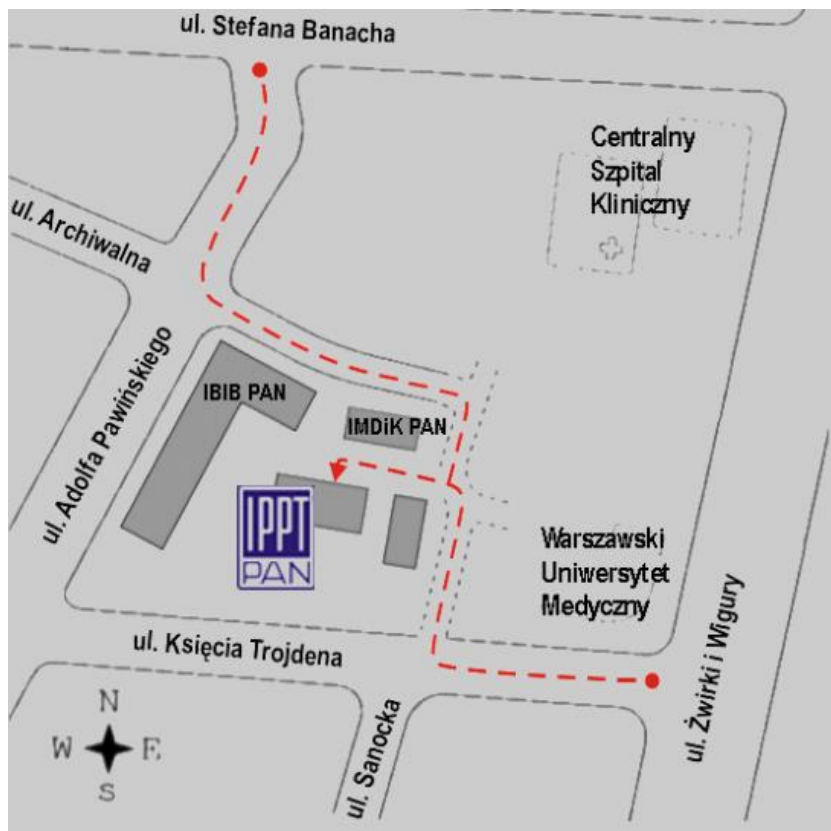 ul. Stefana Banacha
Centralny
Szpital
Kliniczny
ul. Archiwalna
ul. Adolfa Pawińskiego
IBIB PAN
IMDiK PAN
IPPT
PAN
Warszawski
Uniwersytet
Medyczny
ul. Żwirki i Wigury
ul. Księcia Trojdena
ul. Sanocka
N
W E
S